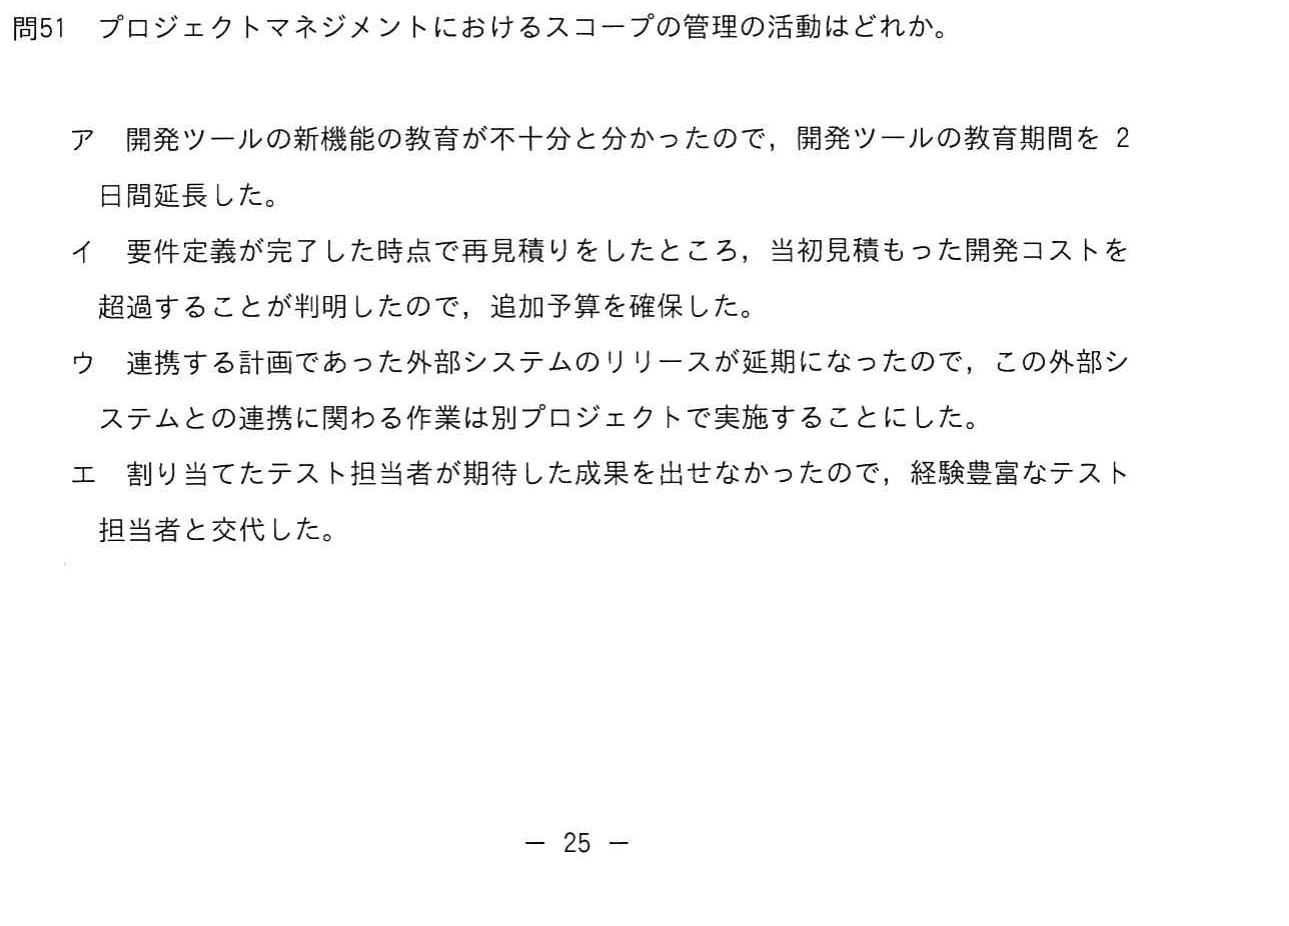 問51 プロジェクトマネジメントにおけるスコープの管理の活動はどれか。
ア 開発ツールの新機能の教育が不十分と分かったので，開発ツールの教育期間を 2
日間延長した。
イ 要件定義が完了した時点で再見積りをしたところ，当初見積もった開発コストを
超過することが判明したので，追加予算を確保した。
ウ 連携する計画であった外部システムのリリースが延期になったので，この外部シ
ステムとの連携に関わる作業は別プロジェクトで実施することにした。
エ 割り当てたテスト担当者が期待した成果を出せなかったので，経験豊富なテスト
担当者と交代した。
－ 25 －